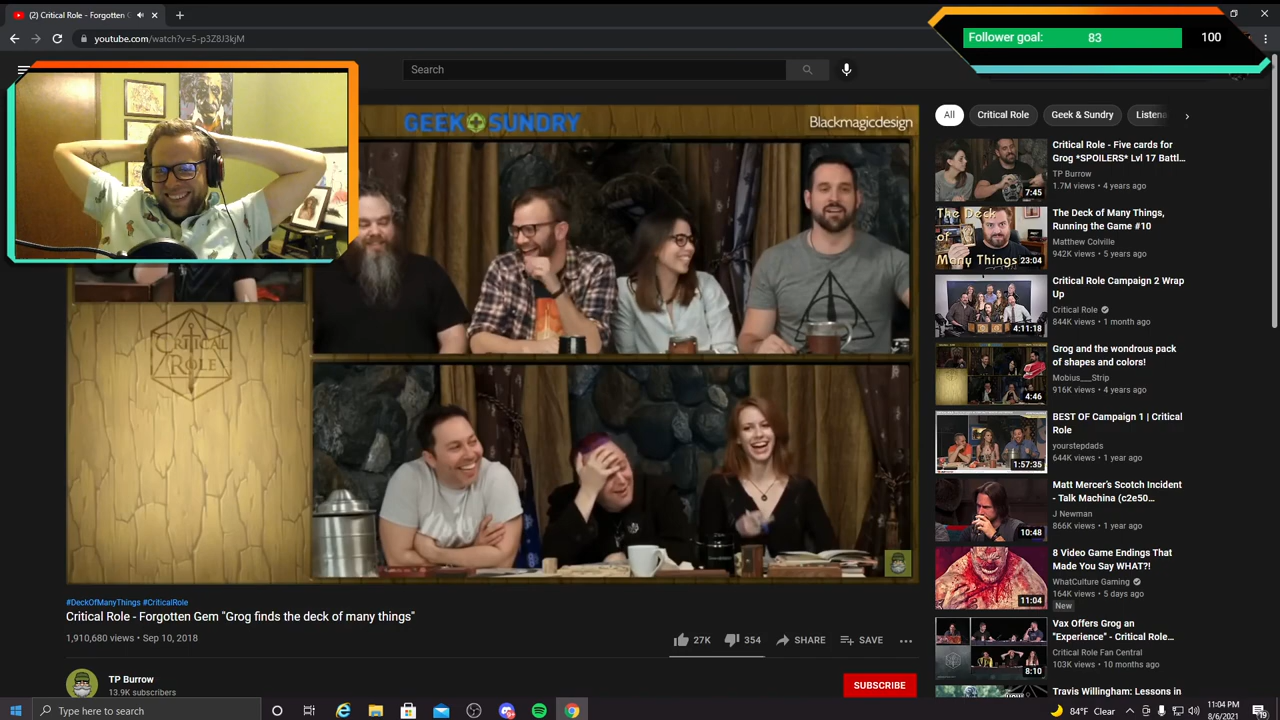 (2) Critical Role - Forgotten G
youtube.com/watch?v=5-p3Z8J3kjM
Follower goal:
83
100
Search
GEEK & SUNDRY
Blackmagicdesign
CRITICAL
ROLE
#DeckOfManyThings #CriticalRole
Critical Role - Forgotten Gem "Grog finds the deck of many things"
1,910,680 views • Sep 10, 2018
27K
354
SHARE
SAVE
TP Burrow
13.9K subscribers
SUBSCRIBE
All
Critical Role
Geek & Sundry
Listena
Critical Role - Five cards for
Grog *SPOILERS* Lvl 17 Battl...
TP Burrow
1.7M views • 4 years ago
7:45
The Deck
of
Many Things
The Deck of Many Things,
Running the Game #10
Matthew Colville
942K views • 5 years ago
23:04
Critical Role Campaign 2 Wrap
Up
Critical Role
844K views • 1 month ago
4:11:18
Grog and the wondrous pack
of shapes and colors!
Mobius___Strip
916K views • 4 years ago
4:46
BEST OF Campaign 1 | Critical
Role
yourstepdads
644K views • 1 year ago
1:57:35
Matt Mercer's Scotch Incident
- Talk Machina (c2e50...
J Newman
866K views • 1 year ago
10:48
8 Video Game Endings That
Made You Say WHAT?!
WhatCulture Gaming
164K views • 5 days ago
New
11:04
Vax Offers Grog an
"Experience" - Critical Role...
Critical Role Fan Central
103K views • 10 months ago
8:10
Travis Willingham: Lessons in
Type here to search
84°F Clear
11:04 PM
8/6/2021
19